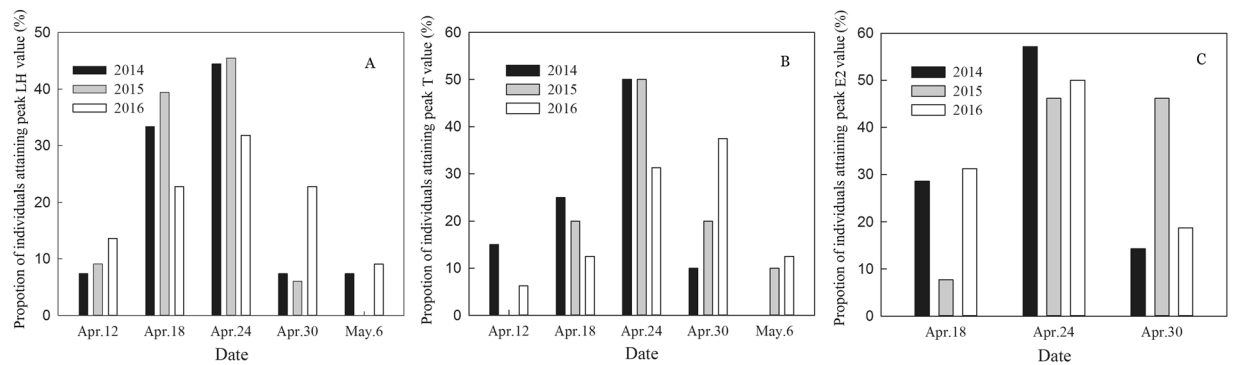 Propotion of individuals attaining peak LH value (%)
50
40
30
20
10
0
2014
2015
2016
A
Apr.12 Apr.18 Apr.24 Apr.30 May.6
Date
Propotion of individuals attaining peak T value (%)
60
50
40
30
20
10
0
2014
2015
2016
B
Apr.12 Apr.18 Apr.24 Apr.30 May.6
Date
Propotion of individuals attaining peak E2 value (%)
60
50
40
30
20
10
0
2014
2015
2016
C
Apr.18 Apr.24 Apr.30
Date